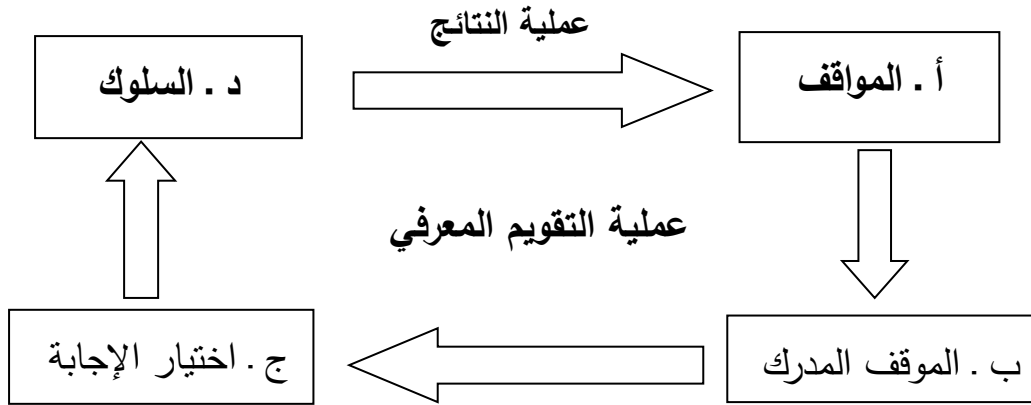 عملية النتائج
أ . المواقف
د . السلوك
عملية التقويم المعرفي
ب . الموقف المدرك
ج . اختيار الإجابة